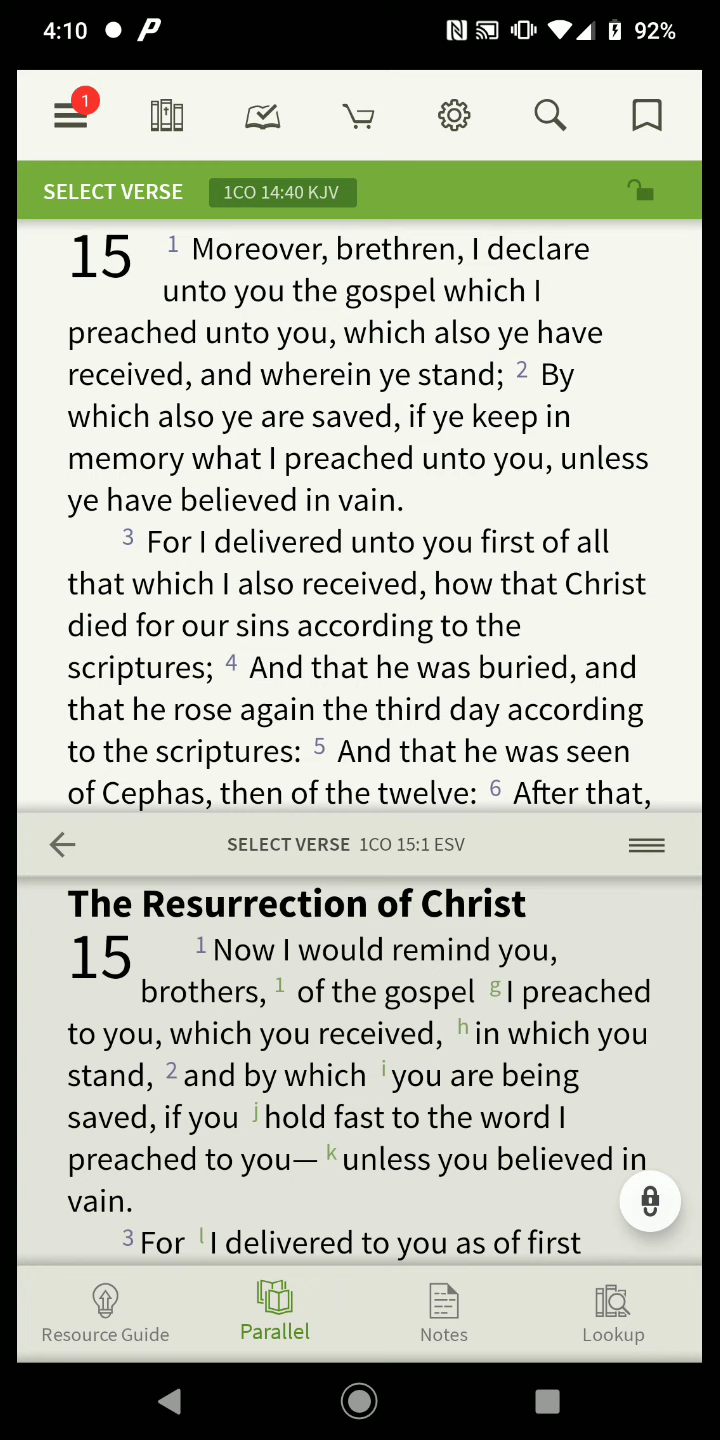 4:10
92%
1
SELECT VERSE 1CO 14:40 KJV
15 1 Moreover, brethren, I declare
unto you the gospel which I
preached unto you, which also ye have
received, and wherein ye stand; 2 By
which also ye are saved, if ye keep in
memory what I preached unto you, unless
ye have believed in vain.
3 For I delivered unto you first of all
that which I also received, how that Christ
died for our sins according to the
scriptures; 4 And that he was buried, and
that he rose again the third day according
to the scriptures: 5 And that he was seen
of Cephas, then of the twelve: 6 After that,
SELECT VERSE 1CO 15:1 ESV
The Resurrection of Christ
15 1 Now I would remind you,
brothers, 1 of the gospel g I preached
to you, which you received, h in which you
stand, 2 and by which i you are being
saved, if you j hold fast to the word I
preached to you— k unless you believed in
vain.
3 For l I delivered to you as of first
Resource Guide
Parallel
Notes
Lookup